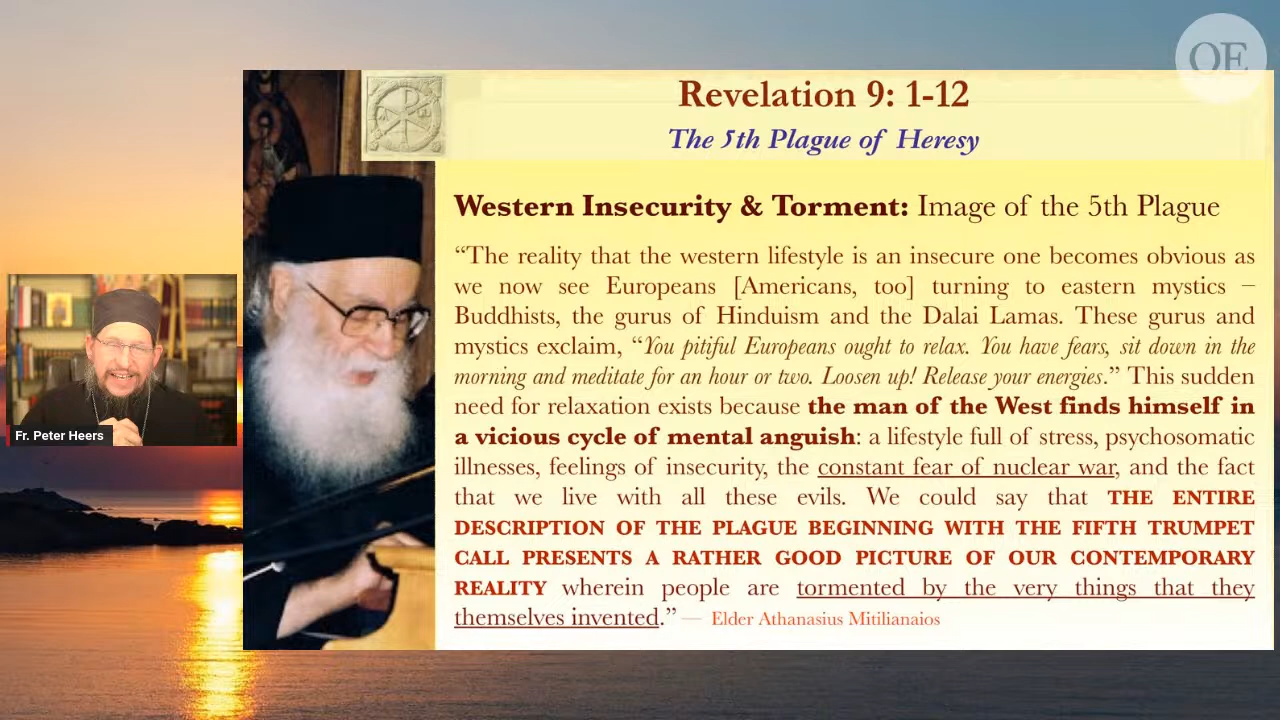 OE
Revelation 9: 1-12
The 5th Plague of Heresy
Western Insecurity & Torment: Image of the 5th Plague
“The reality that the western lifestyle is an insecure one becomes obvious as
we now see Europeans [Americans, too] turning to eastern mystics –
Buddhists, the gurus of Hinduism and the Dalai Lamas. These gurus and
mystics exclaim, “You pitiful Europeans ought to relax. You have fears, sit down in the
morning and meditate for an hour or two. Loosen up! Release your energies.” This sudden
need for relaxation exists because the man of the West finds himself in
a vicious cycle of mental anguish: a lifestyle full of stress, psychosomatic
illnesses, feelings of insecurity, the constant fear of nuclear war, and the fact
that we live with all these evils. We could say that THE ENTIRE
DESCRIPTION OF THE PLAGUE BEGINNING WITH THE FIFTH TRUMPET
CALL PRESENTS A RATHER GOOD PICTURE OF OUR CONTEMPORARY
REALITY wherein people are tormented by the very things that they
themselves invented.” — Elder Athanasius Mitilianaios
Fr. Peter Heers